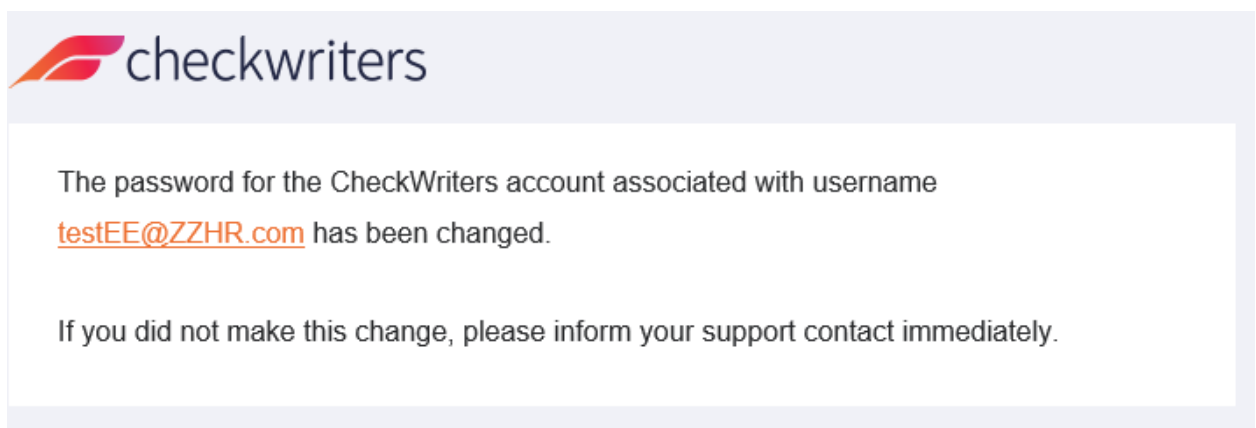 checkwriters
The password for the CheckWriters account associated with username
testEE@ZZHR.com has been changed.
If you did not make this change, please inform your support contact immediately.